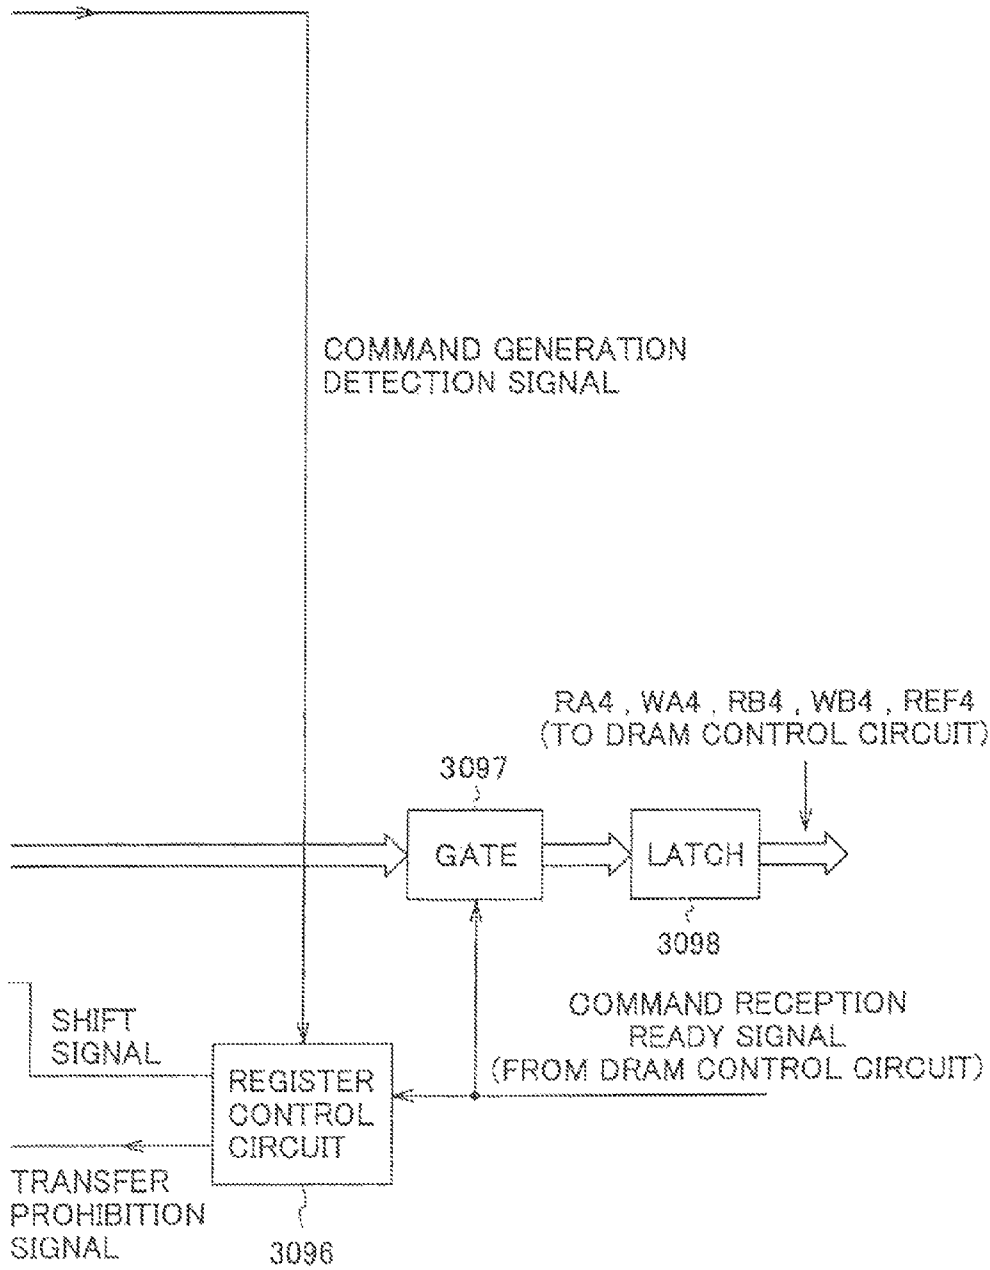 COMMAND GENERATION
DETECTION SIGNAL
RA4 , WA4 , RB4 , WB4 , REF4
(TO DRAM CONTROL CIRCUIT)
3097
GATE
LATCH
3098
COMMAND RECEPTION
READY SIGNAL
(FROM DRAM CONTROL CIRCUIT)
SHIFT
SIGNAL
REGISTER
CONTROL
CIRCUIT
TRANSFER
PROHIBITION
SIGNAL
3096